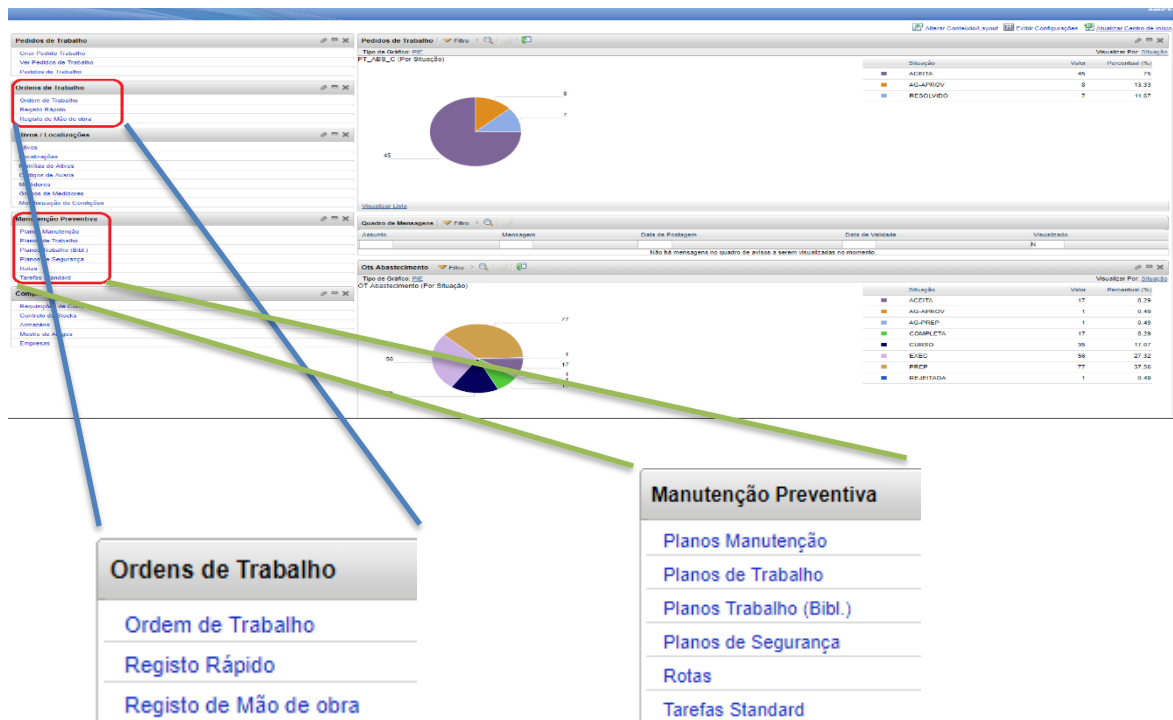 Alterar Conteúdo/Layout Exibir Configurações Atualizar Centro de Início
Pedidos de Trabalho
Criar Pedido Trabalho
Ver Pedidos de Trabalho
Pedidos de Trabalho
Ordens de Trabalho
Ordem de Trabalho
Registo Rápido
Registo de Mão de obra
Ativos / Localizações
Ativos
Localizações
Famílias de Ativos
Códigos de Avaria
Medidores
Grupos de Medidores
Monitorização de Condições
Manutenção Preventiva
Planos Manutenção
Planos de Trabalho
Planos Trabalho (Bibl.)
Planos de Segurança
Rotas
Tarefas Standard
Requisições de
Controlo de Stocks
Armazéns
Mestre de Artigos
Empresas
Pedidos de Trabalho Filtro
Tipo de Gráfico: PIE Visualizar Por: Situação
PT_ABS_C (Por Situação)
8
7
45
Situação Valor Percentual (%)
ACEITA 45 75
AG-APROV 8 13.33
RESOLVIDO 7 11.67
Visualizar Lista
Quadro de Mensagens Filtro
Assunto Mensagem Data de Postagem Data de Validade Visualizado
N
Não há mensagens no quadro de avisos a serem visualizadas no momento
Ots Abastecimento Filtro
Tipo de Gráfico: PIE Visualizar Por: Situação
OT Abastecimento (Por Situação)
77
1
56
17
1
Situação Valor Percentual (%)
ACEITA 17 8.29
AG-APROV 1 0.49
AG-PREP 1 0.49
COMPLETA 17 8.29
CURSO 35 17.07
EXEC 56 27.32
PREP 77 37.56
REJEITADA 1 0.49
Ordens de Trabalho
Ordem de Trabalho
Registo Rápido
Registo de Mão de obra
Manutenção Preventiva
Planos Manutenção
Planos de Trabalho
Planos Trabalho (Bibl.)
Planos de Segurança
Rotas
Tarefas Standard